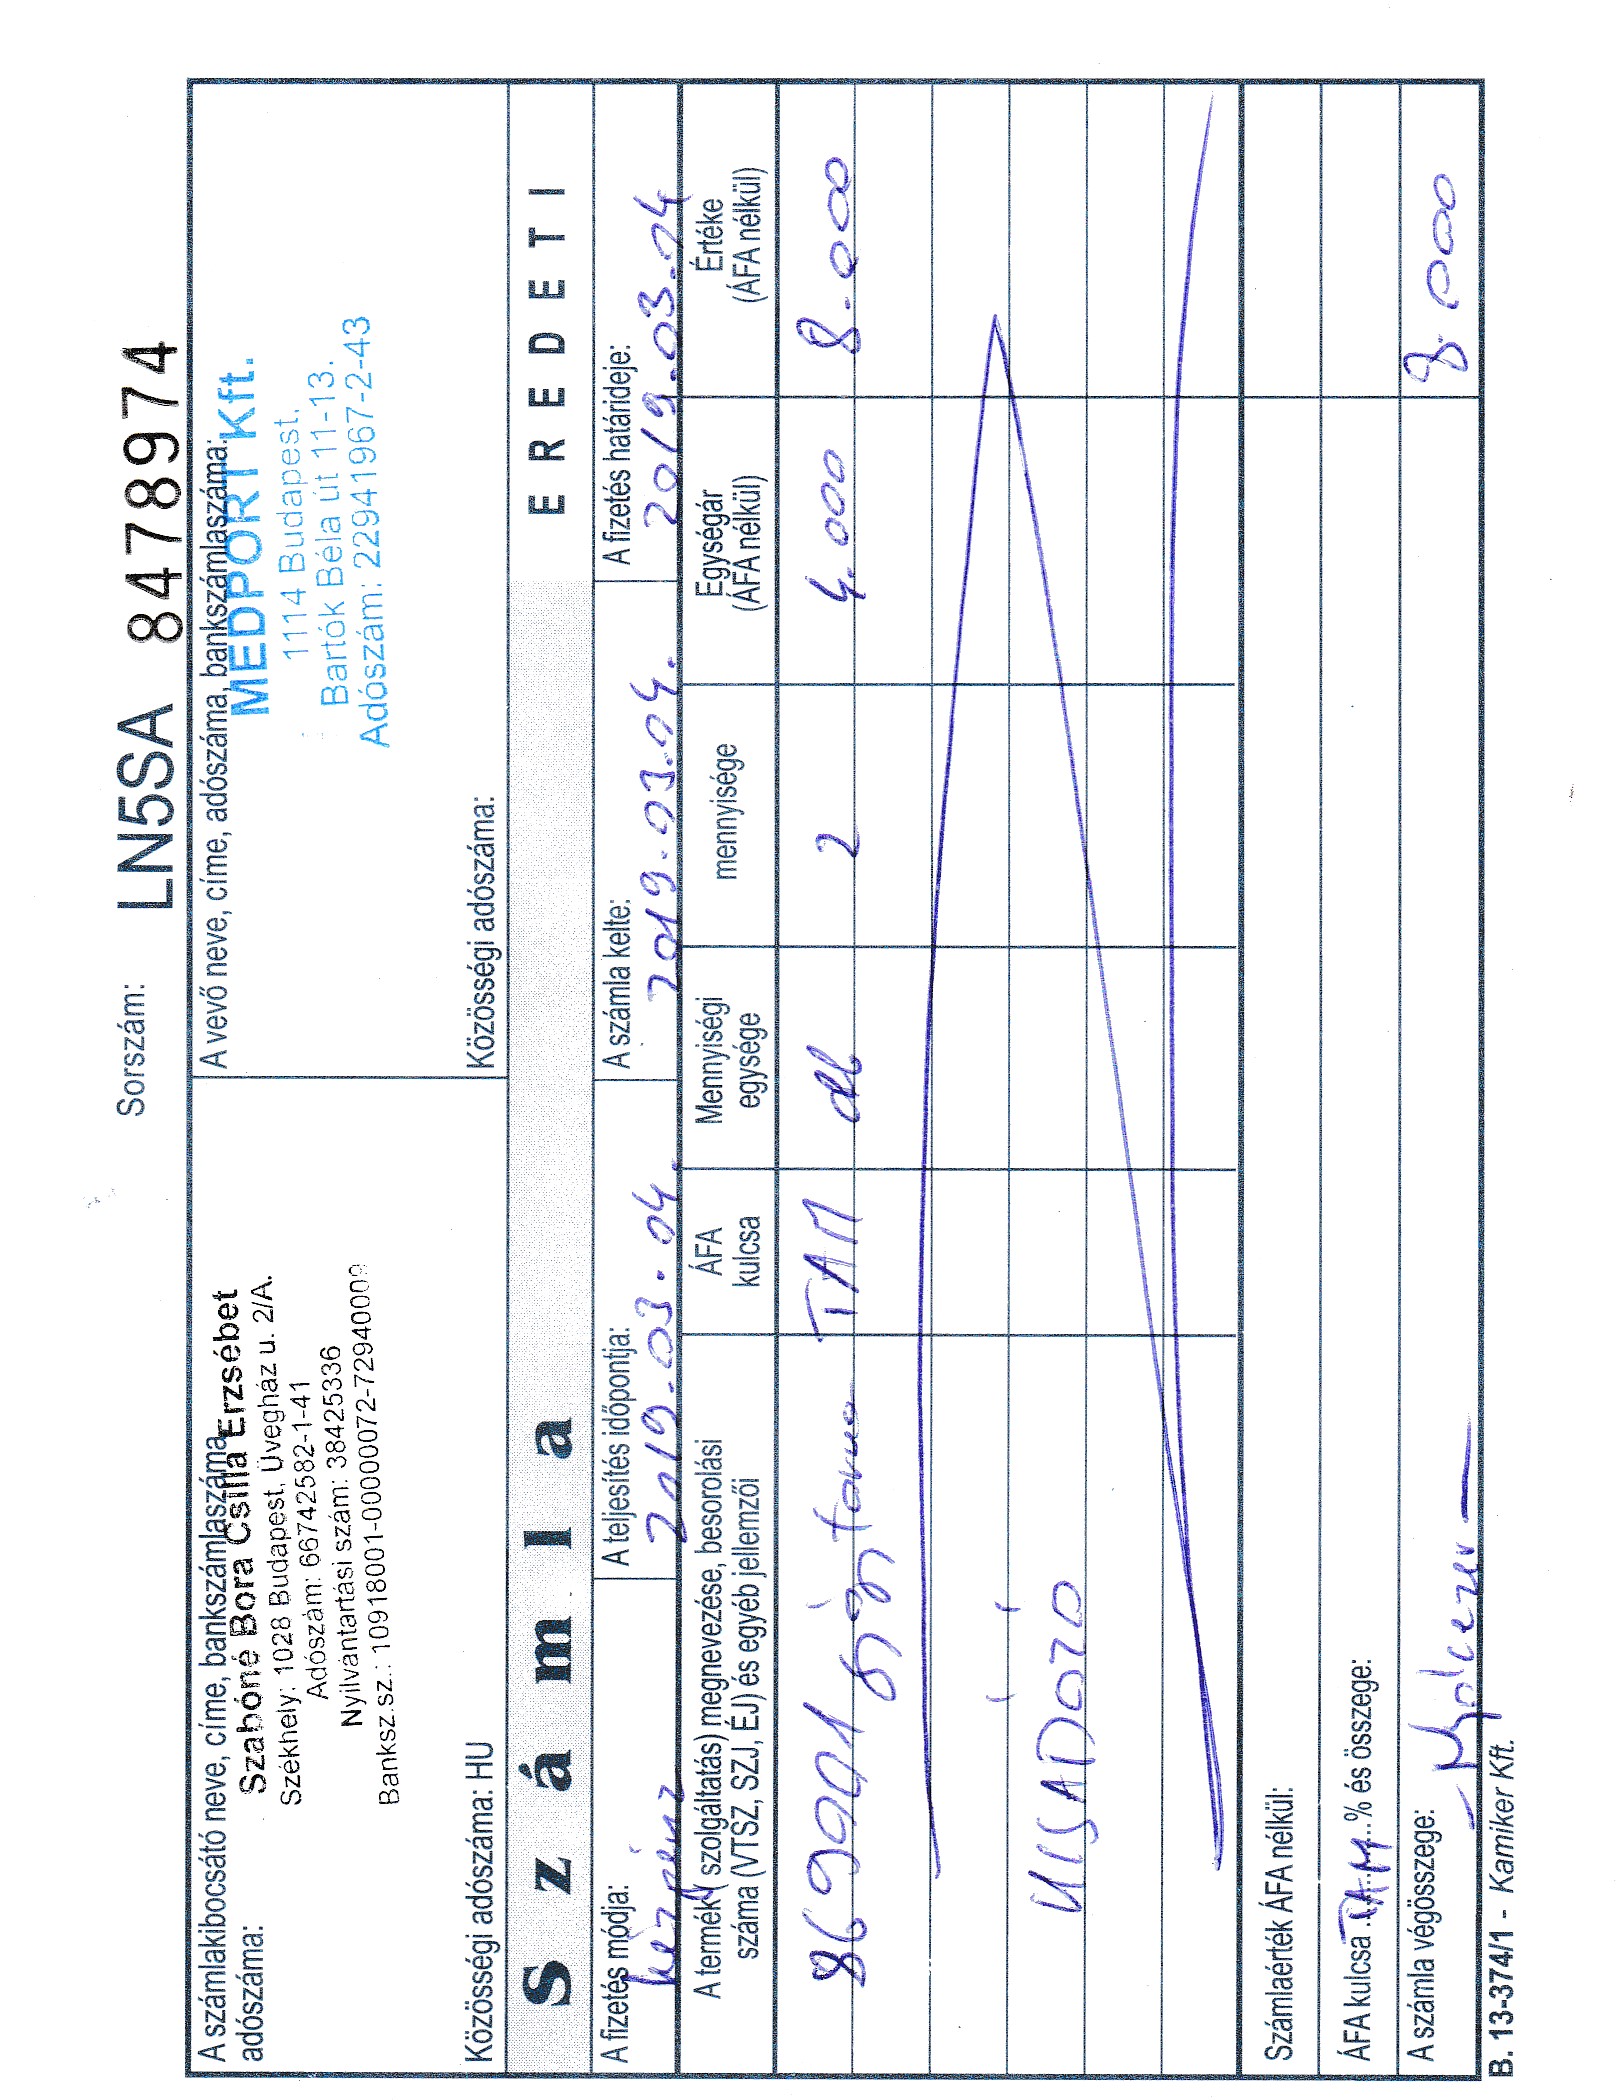 Sorszám: LN5SA 8478974
A számlakibocsátó neve, címe, bankszámlaszáma,
adószáma:
Szabóné Bora Csilla Erzsébet
Székhely: 1028 Budapest, Üvegház u. 2/A.
Adószám: 66742582-1-41
Nyilvántartási szám: 38425336
Banksz.sz.: 10918001-00000072-72940009
Közösségi adószáma: HU
A vevő neve, címe, adószáma, bankszámlaszáma:
MEDPORT Kft.
1114 Budapest.
Bartók Béla út 11-13.
Adószám: 22941967-2-43
Közösségi adószáma:
Számla
EREDETI
A fizetés módja:
készpénz
A teljesítés időpontja:
2019.03.04.
A számla kelte:
2019.03.04.
A fizetés határideje:
2019.03.04
A termék (szolgáltatás) megnevezése, besorolási
száma (VTSZ, SZJ, ÉJ) és egyéb jellemzői
ÁFA
kulcsa
Mennyiségi
egysége
mennyisége
Egységár
(ÁFA nélkül)
Értéke
(ÁFA nélkül)
869001 TAM db 2 4.000 8.000
Számlaérték ÁFA nélkül:
ÁFA kulcsa TAM % és összege:
A számla végösszege: 8.000
B. 13-374/1 - Kamiker Kft.